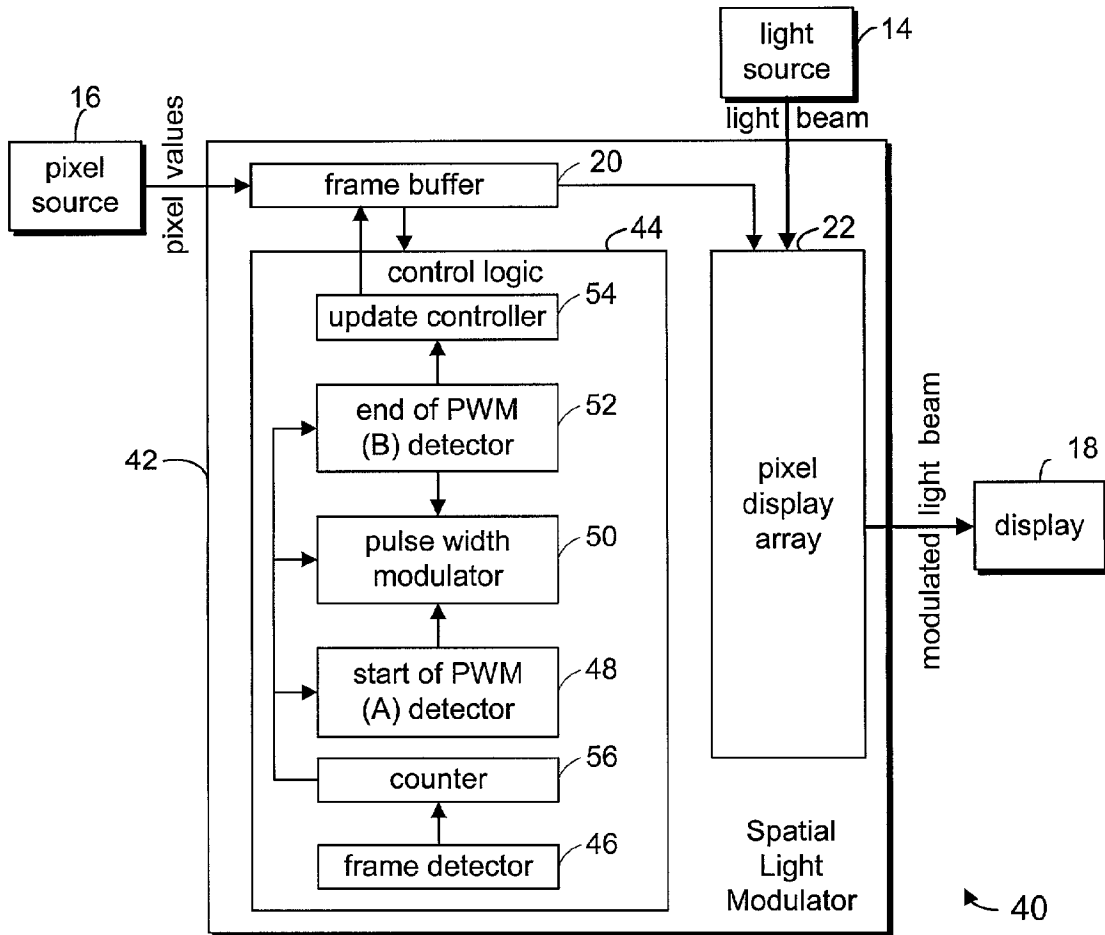 light
source
14
16
pixel
source
pixel values
light beam
frame buffer
20
44
22
control logic
54
update controller
end of PWM
(B) detector
52
42
pulse width
modulator
50
start of PWM
(A) detector
48
counter
56
frame detector
46
pixel
display
array
modulated light beam
18
display
Spatial
Light
Modulator
40